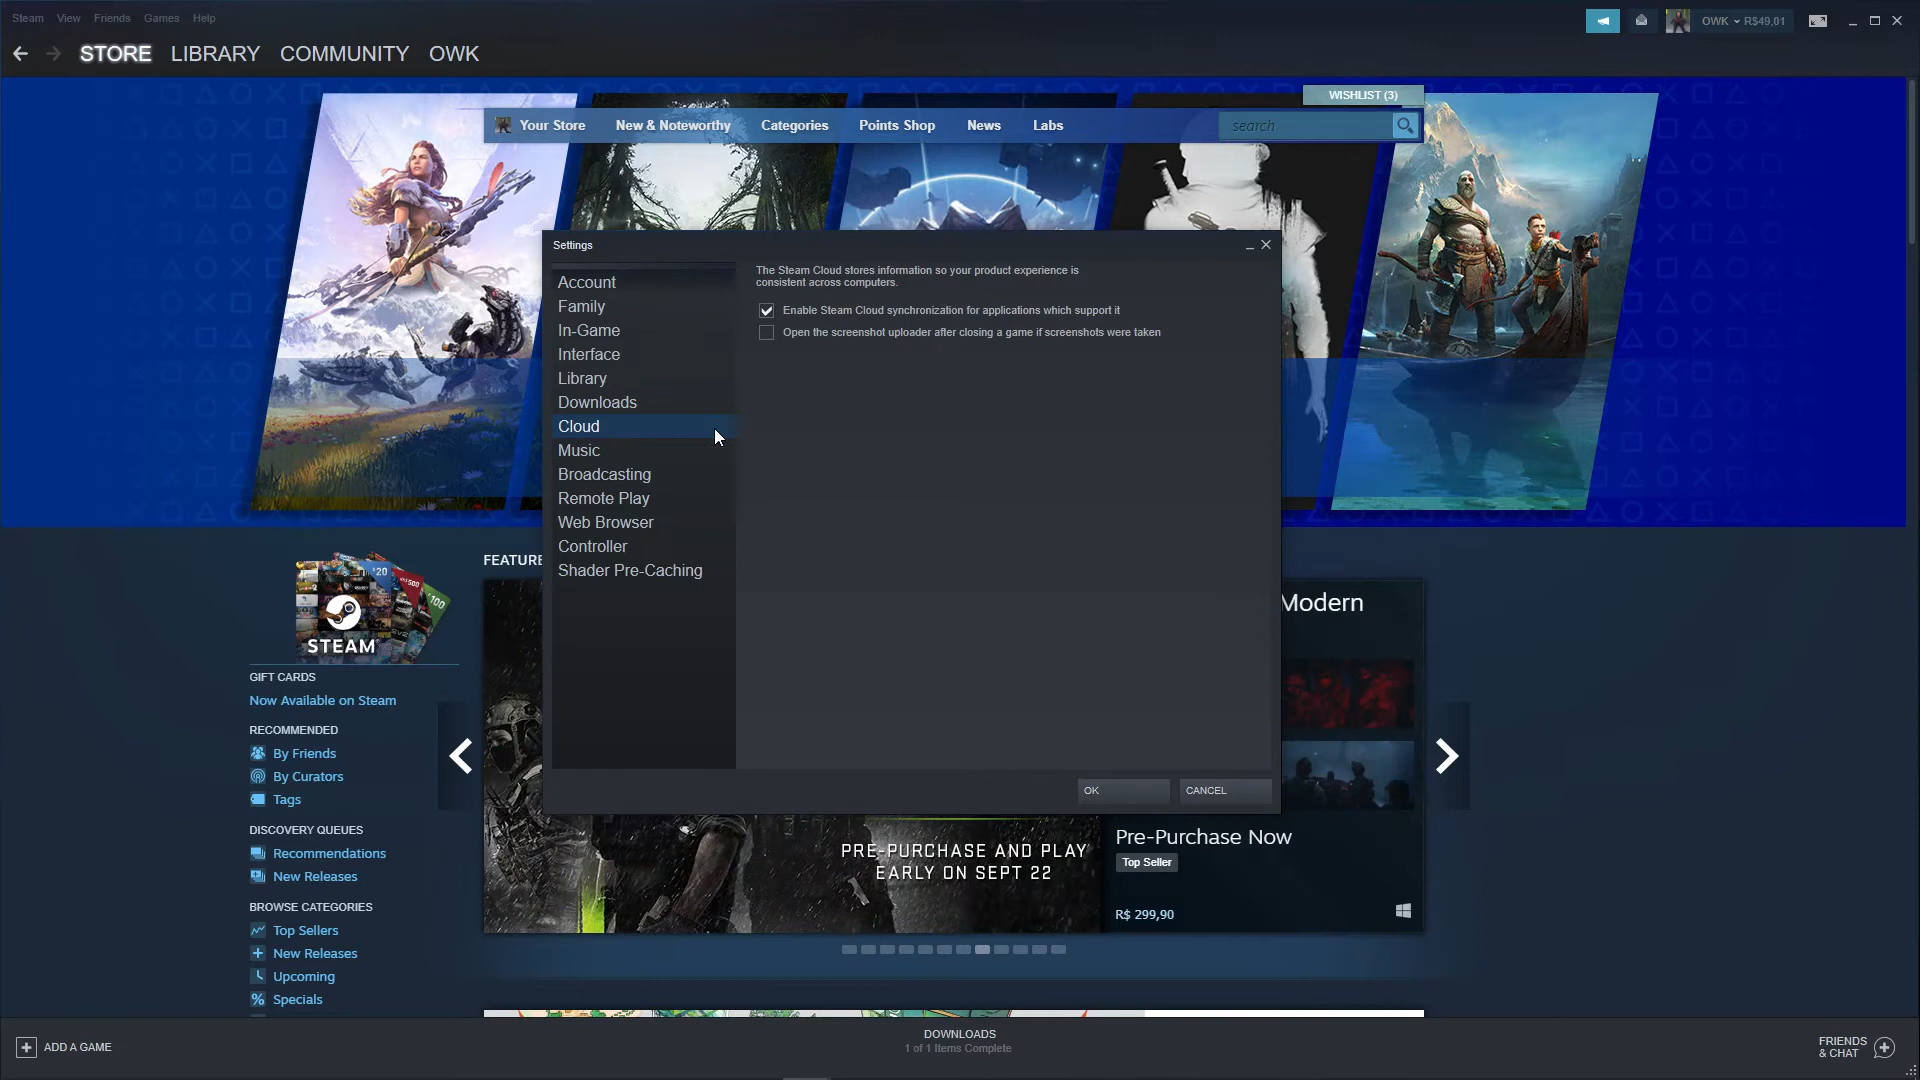 Steam View Friends Games Help
OWK R$49,01
STORE LIBRARY COMMUNITY OWK
WISHLIST (3)
Your Store New & Noteworthy Categories Points Shop News Labs
search
Settings
Account
Family
In-Game
Interface
Library
Downloads
Cloud
Music
Broadcasting
Remote Play
Web Browser
Controller
Shader Pre-Caching
The Steam Cloud stores information so your product experience is
consistent across computers.
Enable Steam Cloud synchronization for applications which support it
Open the screenshot uploader after closing a game if screenshots were taken
OK CANCEL
$20
$100
STEAM
GIFT CARDS
Now Available on Steam
RECOMMENDED
By Friends
By Curators
Tags
DISCOVERY QUEUES
Recommendations
New Releases
BROWSE CATEGORIES
Top Sellers
New Releases
Upcoming
Specials
FEATURE
Modern
PRE-PURCHASE AND PLAY
EARLY ON SEPT 22
Pre-Purchase Now
Top Seller
R$ 299,90
ADD A GAME
DOWNLOADS
1 of 1 Items Complete
FRIENDS
& CHAT